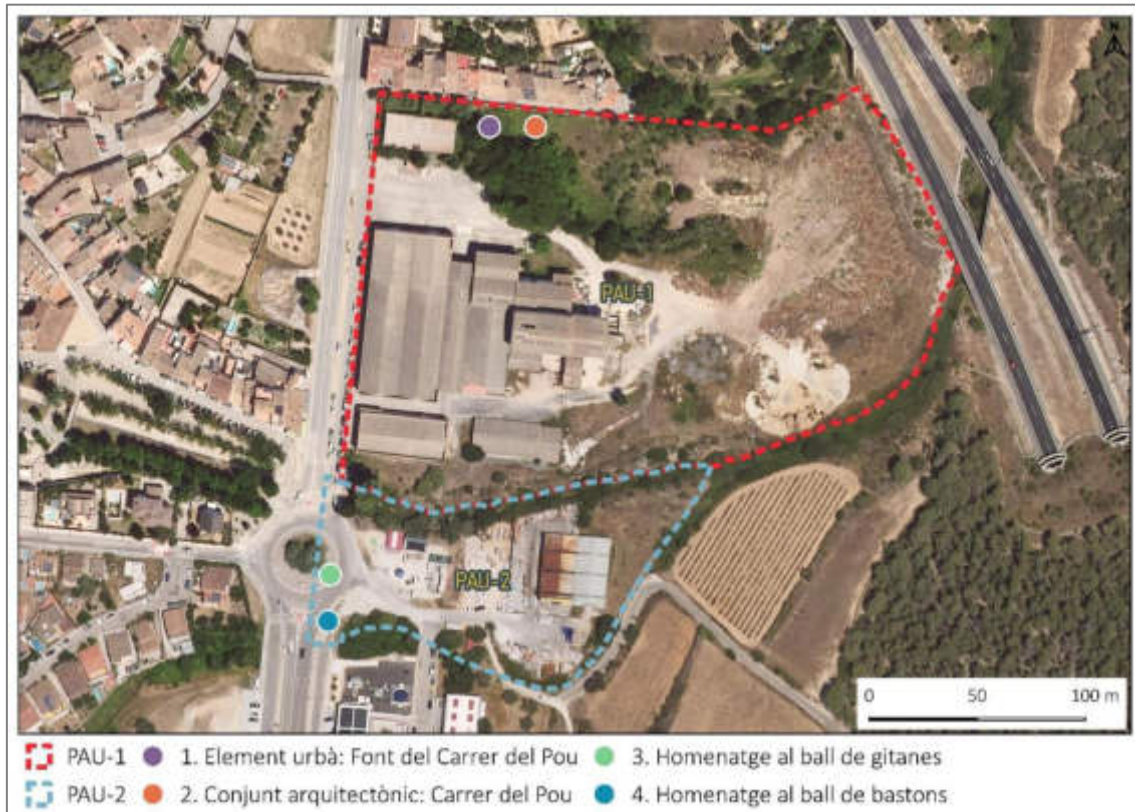 N
PAU-1
PAU-2
0 50 100 m
PAU-1 1. Element urbà: Font del Carrer del Pou 3. Homenatge al ball de gitanes
PAU-2 2. Conjunt arquitectònic: Carrer del Pou 4. Homenatge al ball de bastons